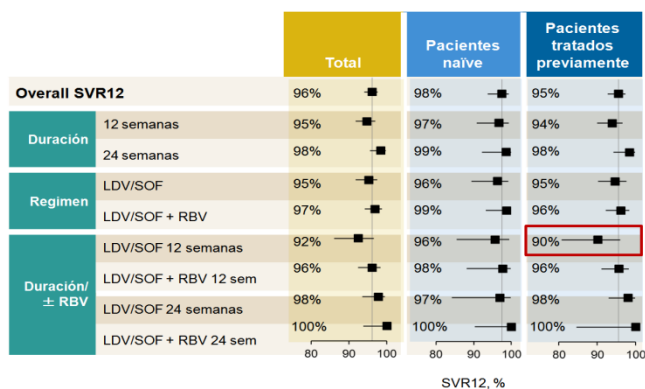 Total
Pacientes naïve
Pacientes tratados previamente
Overall SVR12 96% 98% 95%
Duración
12 semanas 95% 97% 94%
24 semanas 98% 99% 98%
Regimen
LDV/SOF 95% 96% 95%
LDV/SOF + RBV 97% 99% 96%
Duración/ ± RBV
LDV/SOF 12 semanas 92% 96% 90%
LDV/SOF + RBV 12 sem 96% 98% 96%
LDV/SOF 24 semanas 98% 97% 98%
LDV/SOF + RBV 24 sem 100% 100% 100%
80 90 100 80 90 100 80 90 100
SVR12, %